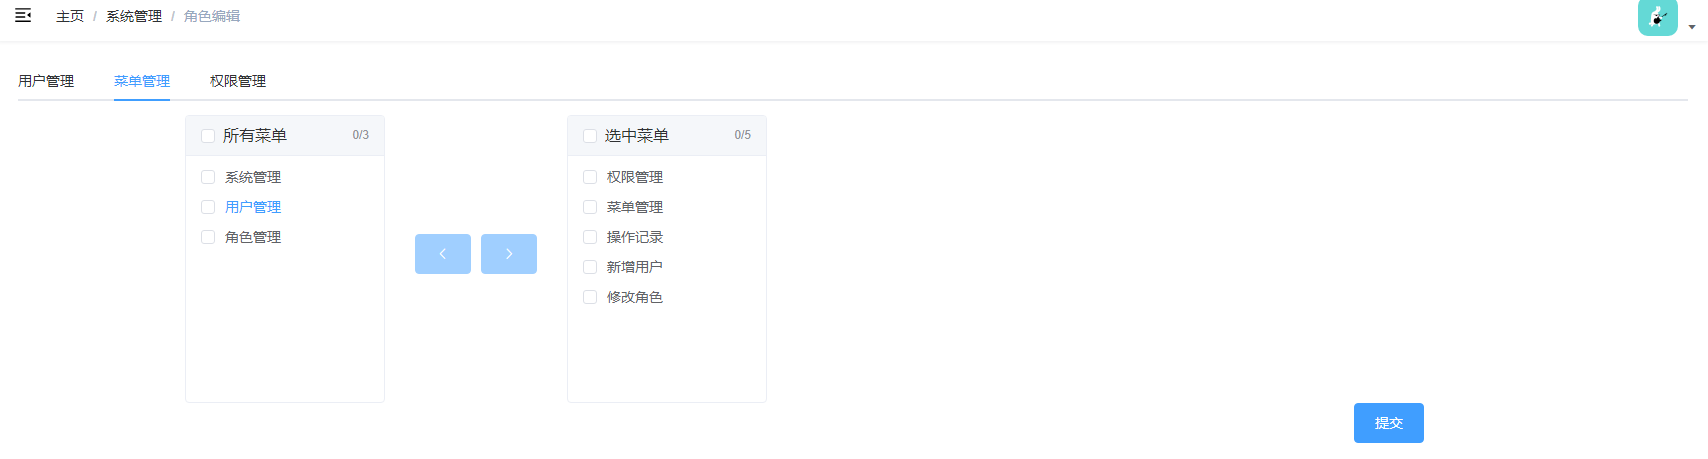 主页 / 系统管理 / 角色编辑
用户管理 菜单管理 权限管理
所有菜单 0/3
系统管理
用户管理
角色管理
选中菜单 0/5
权限管理
菜单管理
操作记录
新增用户
修改角色
提交